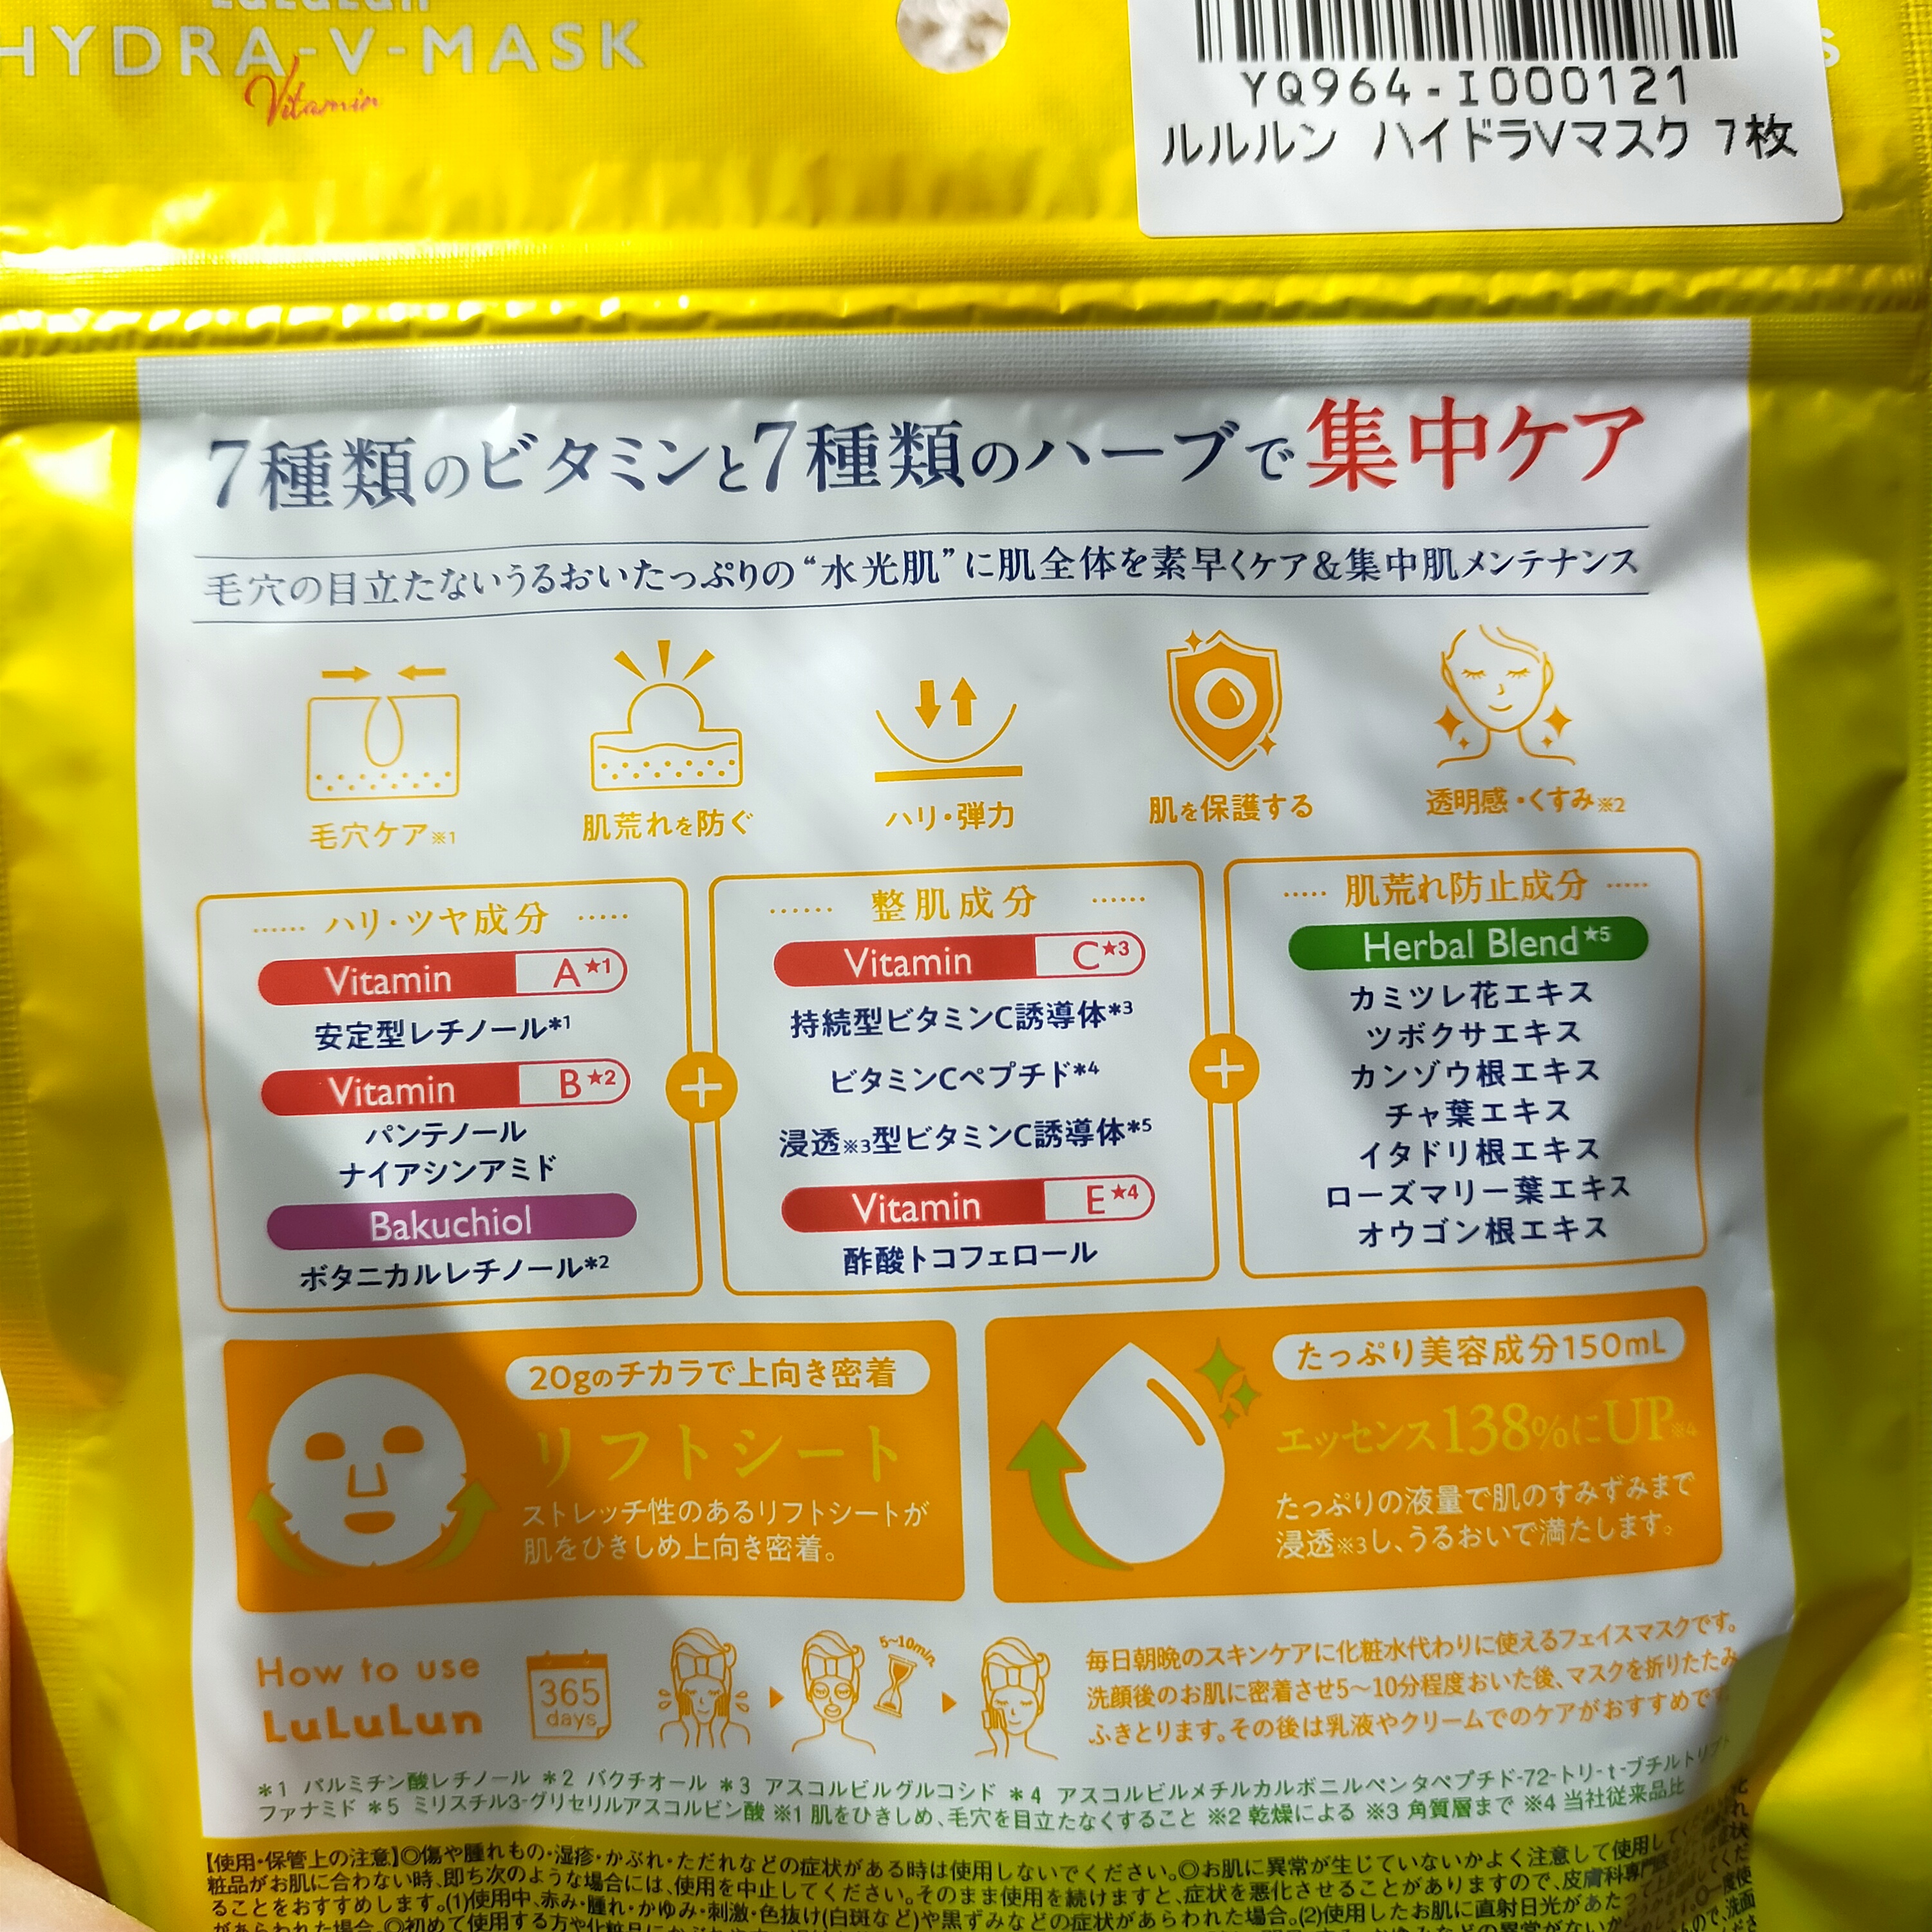 LuLuLun
HYDRA-V-MASK
Vitamin
YQ964-I000121
ルルルン ハイドラVマスク 7枚
7種類のビタミンと7種類のハーブで集中ケア
毛穴の目立たないうるおいたっぷりの“水光肌”に肌全体を素早くケア&集中肌メンテナンス
毛穴ケア※1
肌荒れを防ぐ
ハリ・弾力
肌を保護する
透明感・くすみ※2
ハリ・ツヤ成分
Vitamin A★1
安定型レチノール*1
Vitamin B★2
パンテノール
ナイアシンアミド
Bakuchiol
ボタニカルレチノール*2
整肌成分
Vitamin C★3
持続型ビタミンC誘導体*3
ビタミンCペプチド*4
浸透※3型ビタミンC誘導体*5
Vitamin E★4
酢酸トコフェロール
肌荒れ防止成分
Herbal Blend★5
カミツレ花エキス
ツボクサエキス
カンゾウ根エキス
チャ葉エキス
イタドリ根エキス
ローズマリー葉エキス
オウゴン根エキス
20gのチカラで上向き密着
リフトシート
ストレッチ性のあるリフトシートが
肌をひきしめ上向き密着。
たっぷり美容成分150mL
エッセンス138%にUP※4
たっぷりの液量で肌のすみずみまで
浸透※3し、うるおいで満たします。
How to use
LuLuLun
365
days
5~10min.
毎日朝晩のスキンケアに化粧水代わりに使えるフェイスマスクです。
洗顔後のお肌に密着させ5〜10分程度おいた後、マスクを折りたたみ
ふきとります。その後は乳液やクリームでのケアがおすすめです
*1 パルミチン酸レチノール *2 バクチオール *3 アスコルビルグルコシド *4 アスコルビルメチルカルボニルペンタペプチド-72-トリ-t-ブチルトリプト
ファナミド *5 ミリスチル3-グリセリルアスコルビン酸 ※1 肌をひきしめ、毛穴を目立たなくすること ※2 乾燥による ※3 角質層まで ※4 当社従来品比
【使用・保管上の注意】◎傷や腫れもの・湿疹・かぶれ・ただれなどの症状がある時は使用しないでください。◎お肌に異常が生じていないかよく注意して使用して
粧品がお肌に合わない時、即ち次のような場合には、使用を中止してください。そのまま使用を続けますと、症状を悪化させることがありますので、皮膚科専門
ることをおすすめします。(1)使用中、赤み・腫れ・かゆみ・刺激・色抜け(白斑など)や黒ずみなどの症状があらわれた場合。(2)使用したお肌に直射日光があたって
があらわれた場合。◎初めて使用する方や化粧品に